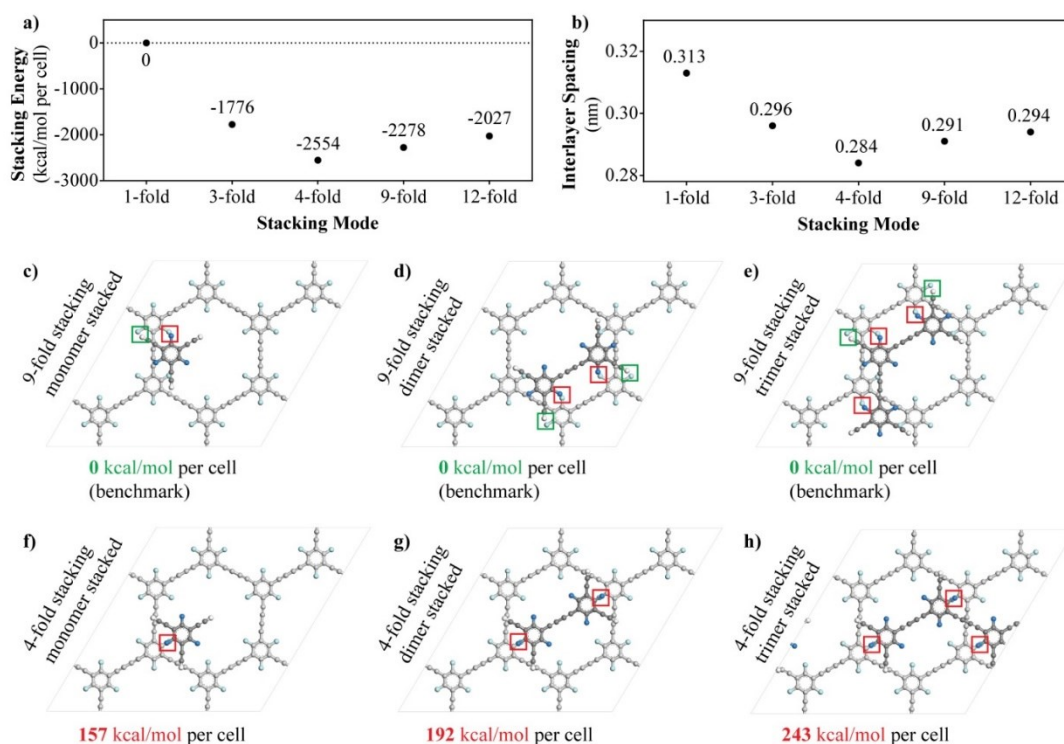 a)
Stacking Energy
(kcal/mol per cell)
0
-1000
-2000
-3000
0
-1776
-2554
-2278
-2027
1-fold
3-fold
4-fold
9-fold
12-fold
Stacking Mode
b)
Interlayer Spacing
(nm)
0.32
0.30
0.28
0.313
0.296
0.284
0.291
0.294
1-fold
3-fold
4-fold
9-fold
12-fold
Stacking Mode
c)
9-fold stacking
monomer stacked
0 kcal/mol per cell
(benchmark)
d)
9-fold stacking
dimer stacked
0 kcal/mol per cell
(benchmark)
e)
9-fold stacking
trimer stacked
0 kcal/mol per cell
(benchmark)
f)
4-fold stacking
monomer stacked
157 kcal/mol per cell
g)
4-fold stacking
dimer stacked
192 kcal/mol per cell
h)
4-fold stacking
trimer stacked
243 kcal/mol per cell